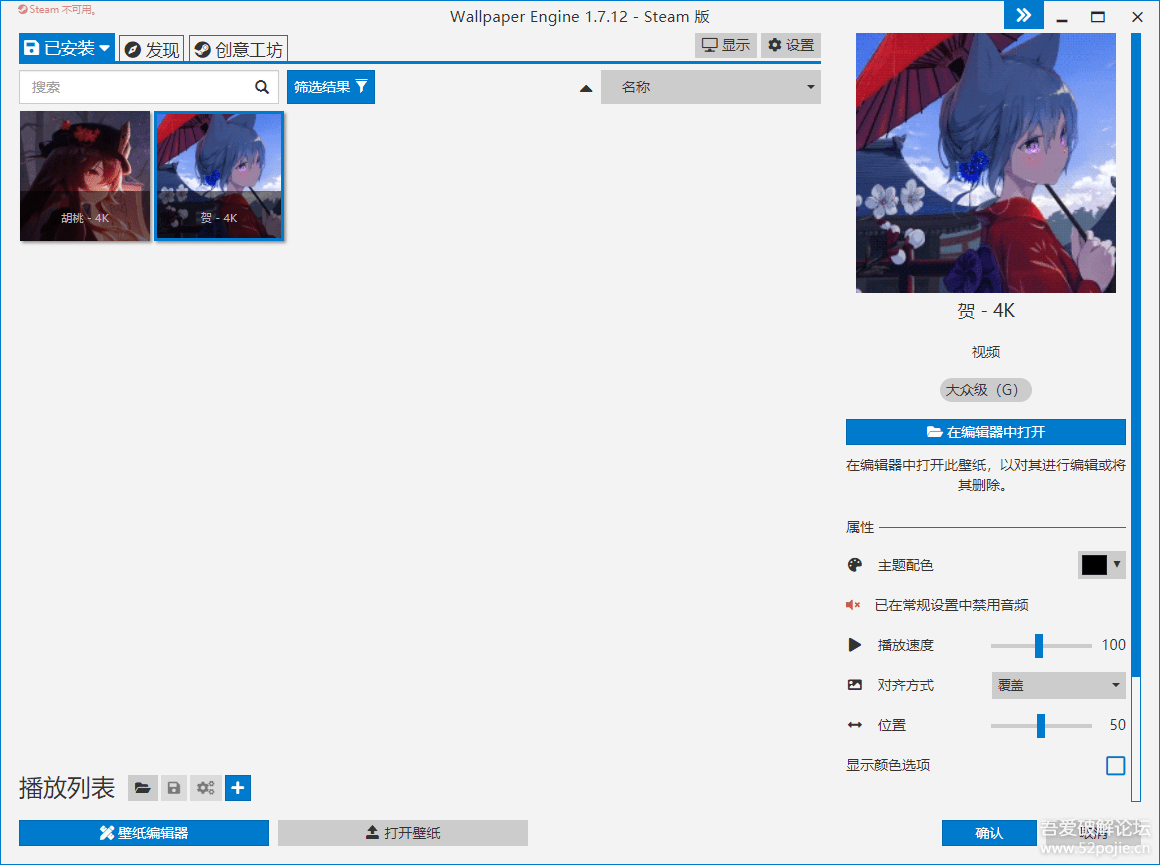 Steam 不可用。
Wallpaper Engine 1.7.12 - Steam 版
已安装
发现
创意工坊
显示
设置
搜索
筛选结果
名称
胡桃 - 4K
贺 - 4K
贺 - 4K
视频
大众级（G）
在编辑器中打开
在编辑器中打开此壁纸，以对其进行编辑或将
其删除。
属性
主题配色
已在常规设置中禁用音频
播放速度
100
对齐方式
覆盖
位置
50
显示颜色选项
播放列表
壁纸编辑器
打开壁纸
确认
取消
吾爱破解论坛
www.52pojie.cn